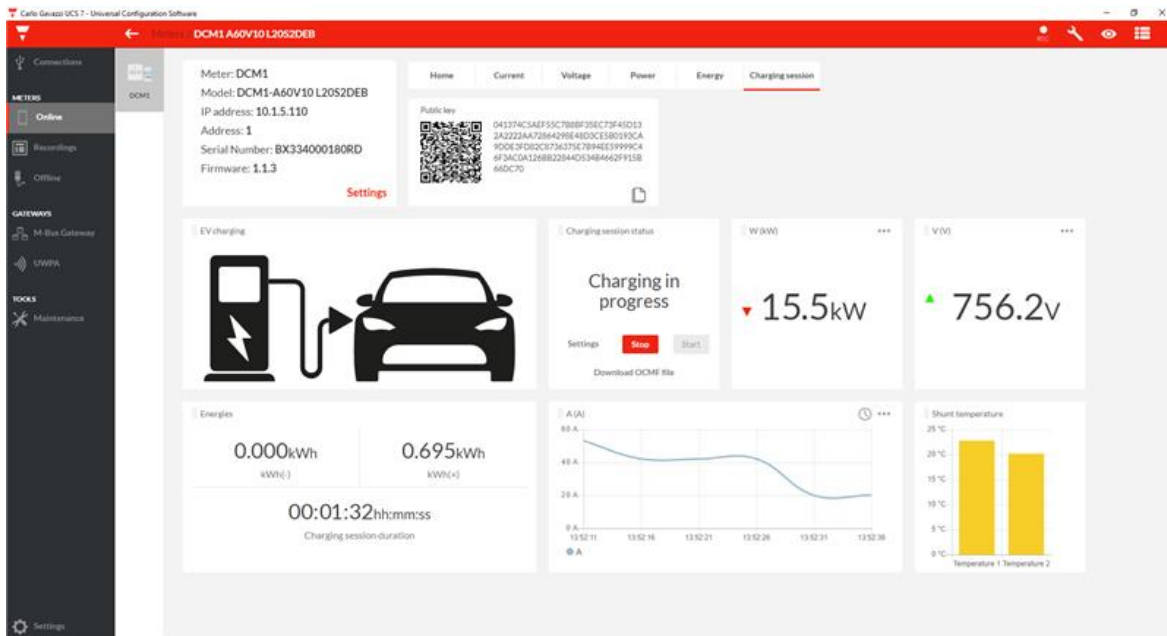 Carlo Gavazzi UCS 7 - Universal Configuration Software
Meters / DCM1 A60V10 L20S2DEB
REC
Connections
METERS
Online
Recordings
Offline
GATEWAYS
M-Bus Gateway
UWPA
TOOLS
Maintenance
Settings
DCM1
Meter: DCM1
Model: DCM1-A60V10 L20S2DEB
IP address: 10.1.5.110
Address: 1
Serial Number: BX334000180RD
Firmware: 1.1.3
Settings
Home Current Voltage Power Energy Charging session
Public key
66DC70
EV charging
Charging session status
Charging in
progress
Settings Stop Start
Download OCMF file
W (kW)
15.5kW
V (V)
756.2V
Energies
0.000kWh
kWh(-)
0.695kWh
kWh(+)
00:01:32hh:mm:ss
Charging session duration
A (A)
60 A
40 A
20 A
0 A
13:52:11 13:52:16 13:52:21 13:52:26 13:52:31 13:52:36
A
Shunt temperature
25 °C
20 °C
15 °C
10 °C
5 °C
0 °C
Temperature 1 Temperature 2